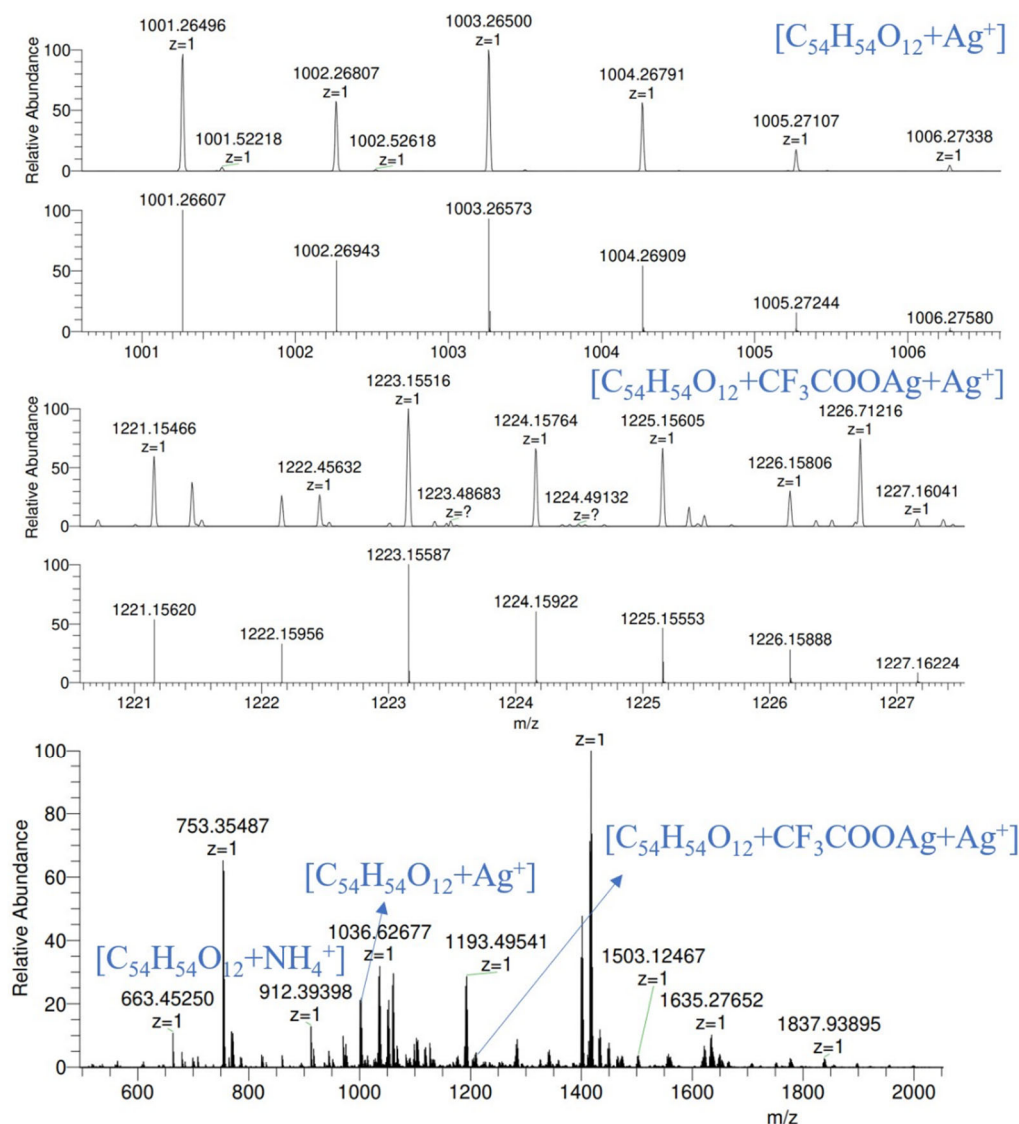 [C54H54O12+Ag+]
Relative Abundance
100
50
0
1001.26496
z=1
1001.52218
z=1
1002.26807
z=1
1002.52618
z=1
1003.26500
z=1
1004.26791
z=1
1005.27107
z=1
1006.27338
z=1
100
50
0
1001.26607
1002.26943
1003.26573
1004.26909
1005.27244
1006.27580
1001 1002 1003 1004 1005 1006
[C54H54O12+CF3COOAg+Ag+]
Relative Abundance
100
50
0
1221.15466
z=1
1222.45632
z=1
1223.15516
z=1
1223.48683
z=?
1224.15764
z=1
1224.49132
z=?
1225.15605
z=1
1226.15806
z=1
1226.71216
z=1
1227.16041
z=1
100
50
0
1221.15620
1222.15956
1223.15587
1224.15922
1225.15553
1226.15888
1227.16224
1221 1222 1223 1224 1225 1226 1227
m/z
Relative Abundance
100
80
60
40
20
0
z=1
753.35487
z=1
[C54H54O12+CF3COOAg+Ag+]
[C54H54O12+Ag+]
1036.62677
z=1
1193.49541
z=1
[C54H54O12+NH4+]
663.45250
z=1
912.39398
z=1
1503.12467
z=1
1635.27652
z=1
1837.93895
z=1
600 800 1000 1200 1400 1600 1800 2000
m/z